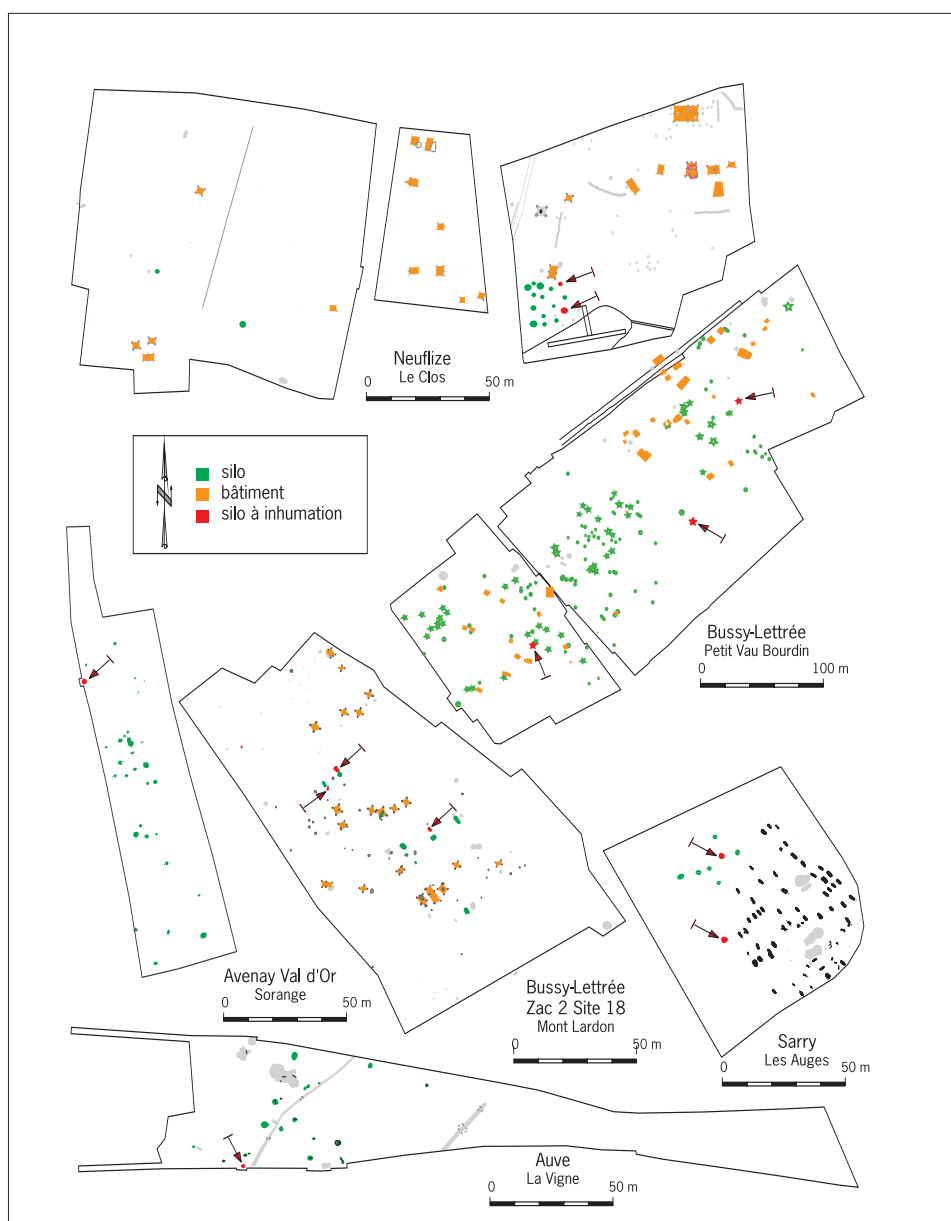 Neuflize
Le Clos
0 50 m
silo
bâtiment
silo à inhumation
Bussy-Lettrée
Petit Vau Bourdin
0 100 m
Avenay Val d'Or
Sorange
0 50 m
Bussy-Lettrée
Zac 2 Site 18
Mont Lardon
0 50 m
Sarry
Les Auges
0 50 m
Auve
La Vigne
0 50 m